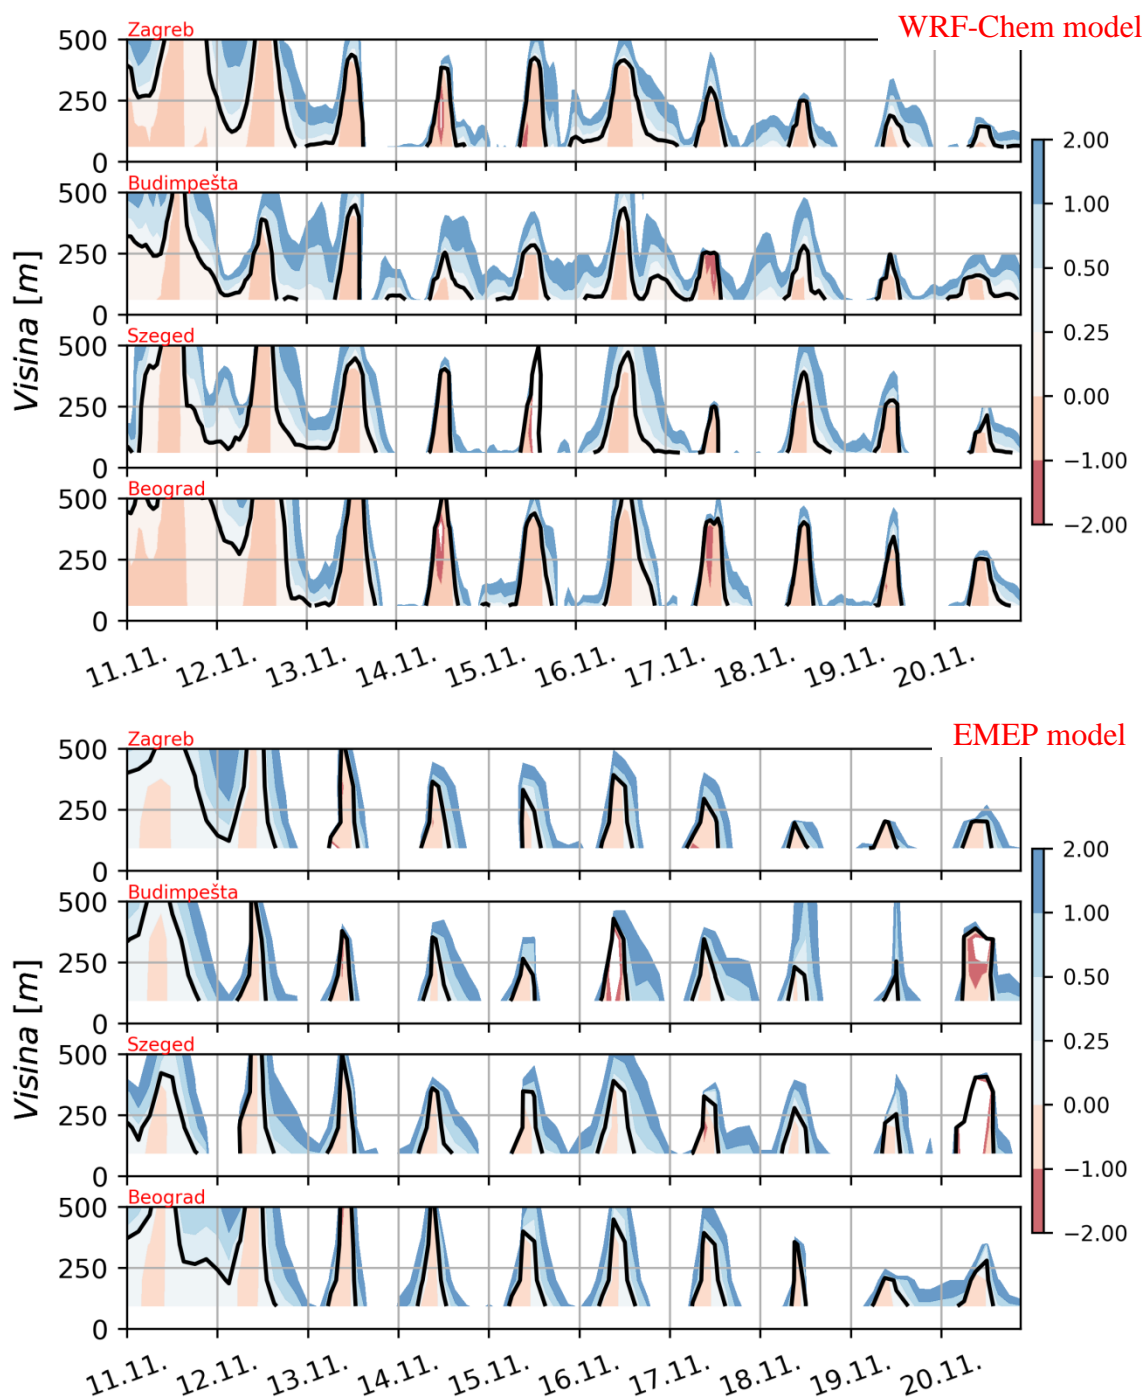 WRF-Chem model
Zagreb
500
250
0
Budimpešta
500
250
0
Szeged
500
250
0
Beograd
500
250
0
Visina [m]
11.11. 12.11. 13.11. 14.11. 15.11. 16.11. 17.11. 18.11. 19.11. 20.11.
2.00
1.00
0.50
0.25
0.00
−1.00
−2.00
EMEP model
Zagreb
500
250
0
Budimpešta
500
250
0
Szeged
500
250
0
Beograd
500
250
0
Visina [m]
11.11. 12.11. 13.11. 14.11. 15.11. 16.11. 17.11. 18.11. 19.11. 20.11.
2.00
1.00
0.50
0.25
0.00
−1.00
−2.00